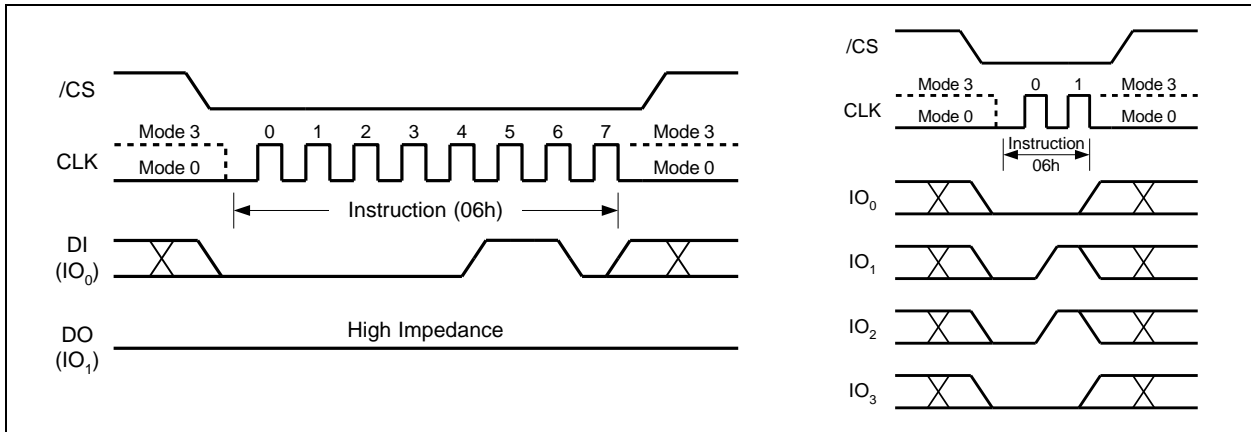 /CS
Mode 3 0 1 2 3 4 5 6 7 Mode 3
CLK
Mode 0 Mode 0
Instruction (06h)
DI
(IO0)
High Impedance
DO
(IO1)
/CS
Mode 3 0 1 Mode 3
CLK
Mode 0 Mode 0
Instruction
06h
IO0
IO1
IO2
IO3